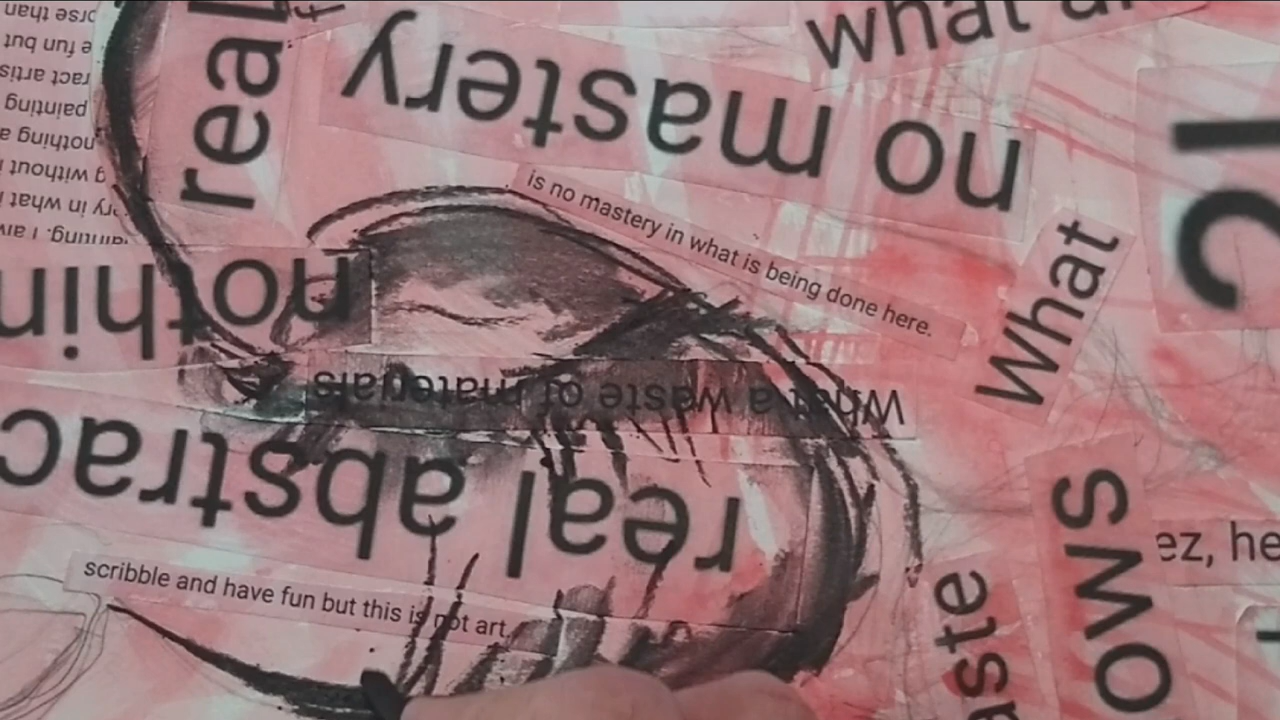 orse than
e fun but
ract artis
painting
e nothing
g without
ry in what i
ainting. I am
real
no mastery
what a
is no mastery in what is being done here.
What
IC
nothin
What a waste of materials
real abstrac
scribble and have fun but this is not art.
aste
ows
ez, he